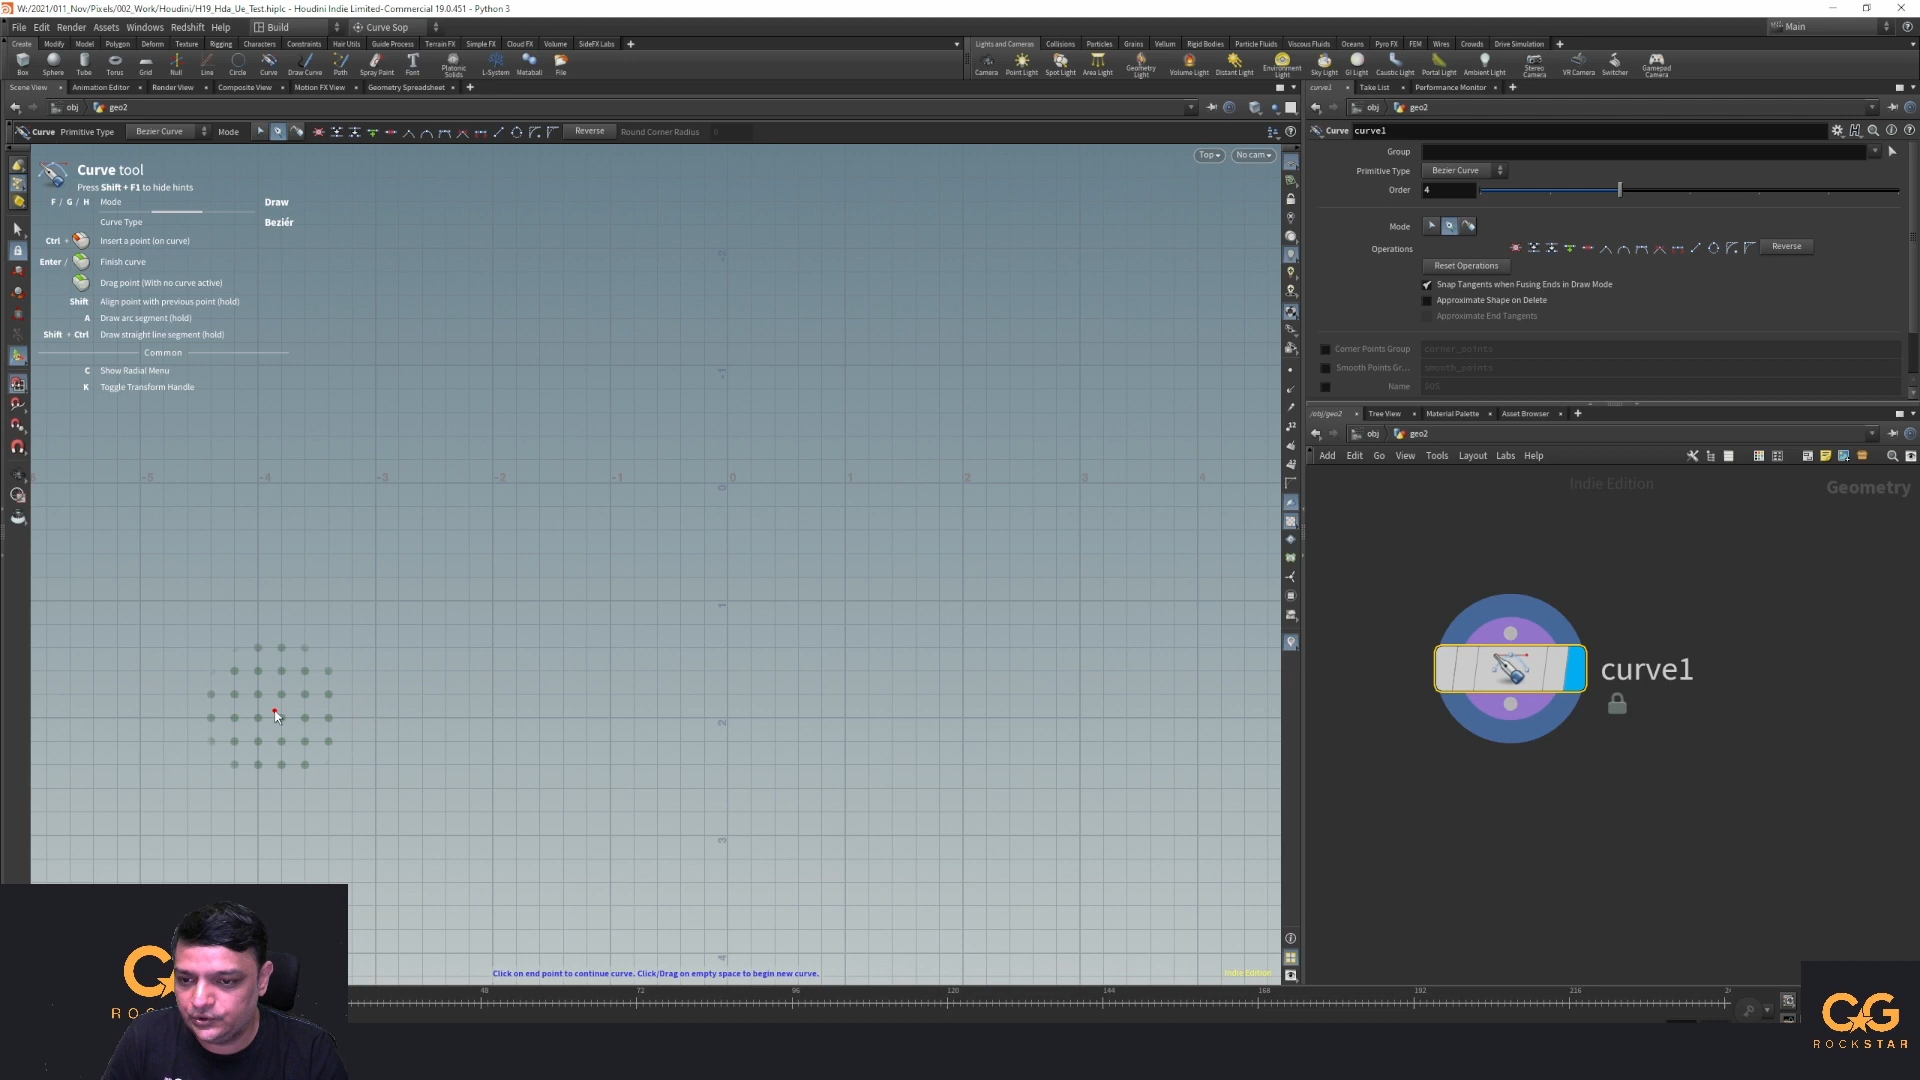 W:/2021/011_Nov/Pixels/002_Work/Houdini/H19_Hda_Ue_Test.hiplc - Houdini Indie Limited-Commercial 19.0.451 - Python 3
File Edit Render Assets Windows Redshift Help Build Curve Sop Main
Create Modify Model Polygon Deform Texture Rigging Characters Constraints Hair Utils Guide Process Terrain FX Simple FX Cloud FX Volume SideFX Labs
Lights and Cameras Collisions Particles Grains Vellum Rigid Bodies Particle Fluids Viscous Fluids Oceans Pyro FX FEM Wires Crowds Drive Simulation
Box Sphere Tube Torus Grid Null Line Circle Curve Draw Curve Path Spray Paint Font Platonic Solids L-System Metaball File
Camera Point Light Spot Light Area Light Geometry Light Volume Light Distant Light Environment Light Sky Light GI Light Caustic Light Portal Light Ambient Light Stereo Camera VR Camera Switcher Gamepad Camera
Scene View Animation Editor Render View Composite View Motion FX View Geometry Spreadsheet
curve1 Take List Performance Monitor
obj geo2
obj geo2
Curve Primitive Type Bezier Curve Mode Reverse Round Corner Radius 0
Curve curve1
Top No cam
Curve tool
Press Shift + F1 to hide hints
F / G / H Mode Draw
Curve Type Beziér
Ctrl + Insert a point (on curve)
Enter / Finish curve
Drag point (With no curve active)
Shift Align point with previous point (hold)
A Draw arc segment (hold)
Shift + Ctrl Draw straight line segment (hold)
Common
C Show Radial Menu
K Toggle Transform Handle
Group
Primitive Type Bezier Curve
Order 4
Mode
Operations Reverse
Reset Operations
Snap Tangents when Fusing Ends in Draw Mode
Approximate Shape on Delete
Approximate End Tangents
Corner Points Group corner_points
Smooth Points Gr... smooth_points
Name $OS
/obj/geo2 Tree View Material Palette Asset Browser
obj geo2
Add Edit Go View Tools Layout Labs Help
Indie Edition Geometry
curve1
-2
-1
-5 -4 -3 -2 -1 0 1 2 3 4
0
1
2
3
4
Click on end point to continue curve. Click/Drag on empty space to begin new curve.
Indie Edition
48 72 96 120 144 168 192 216
CG
ROCKSTAR